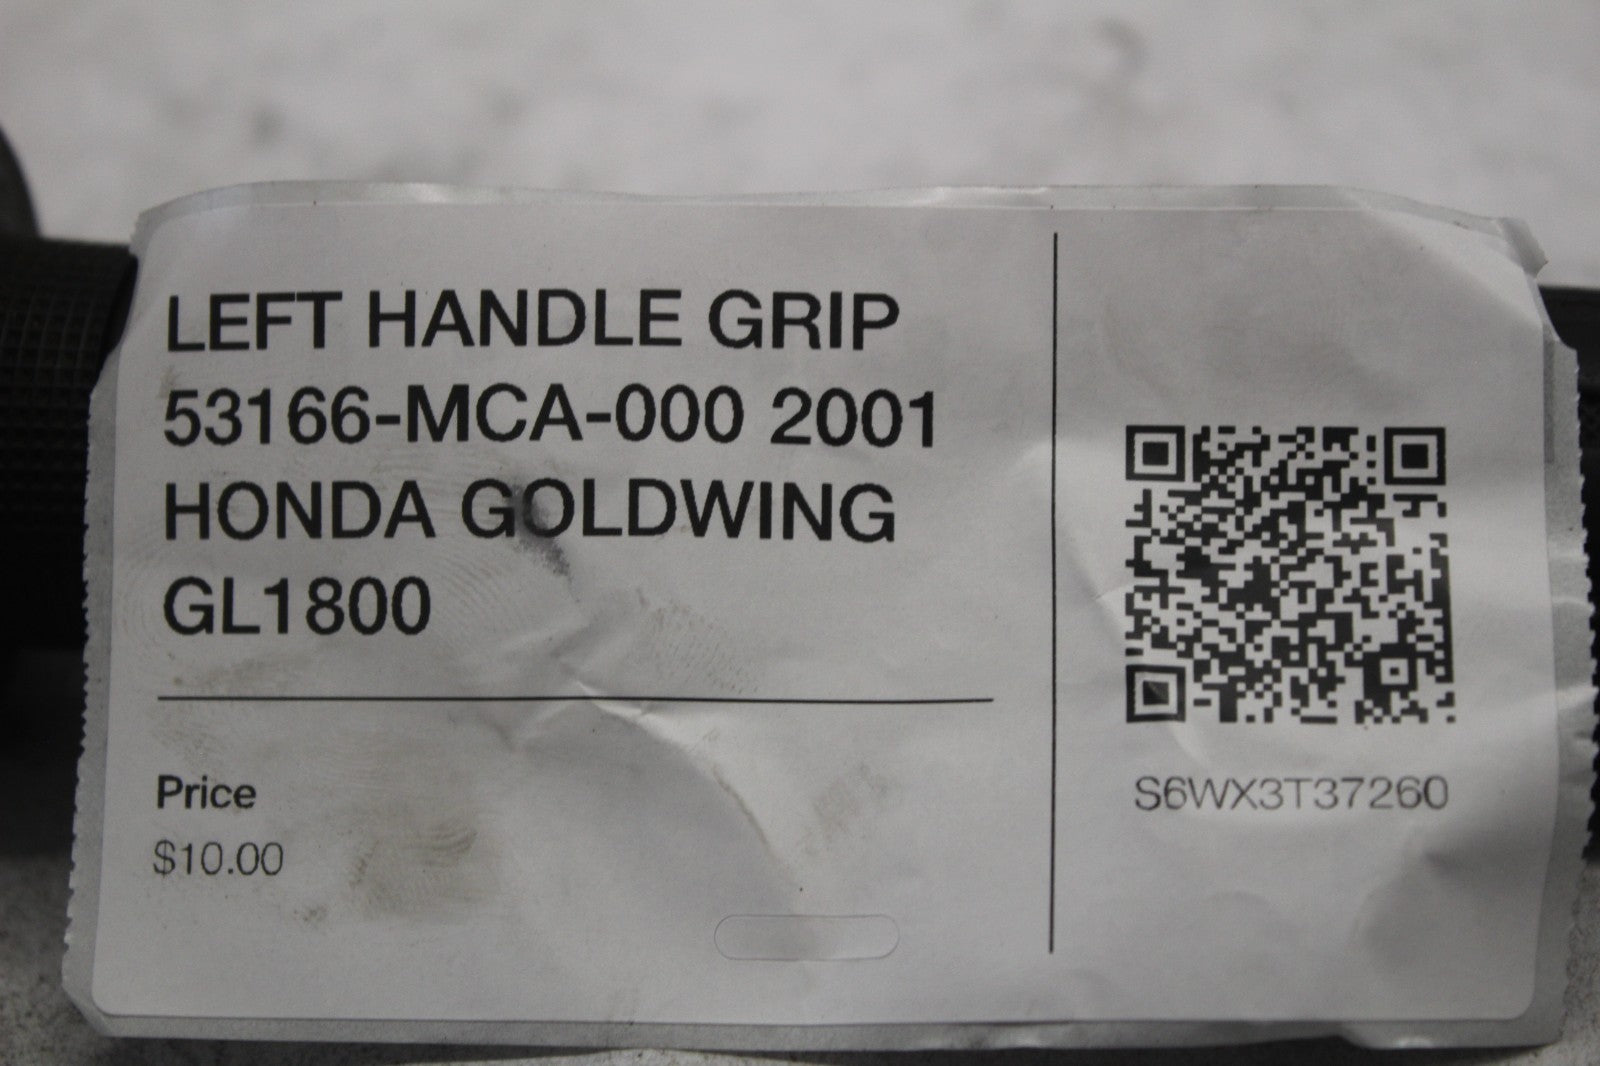 LEFT HANDLE GRIP
53166-MCA-000 2001
HONDA GOLDWING
GL1800
Price
$10.00
S6WX3T37260